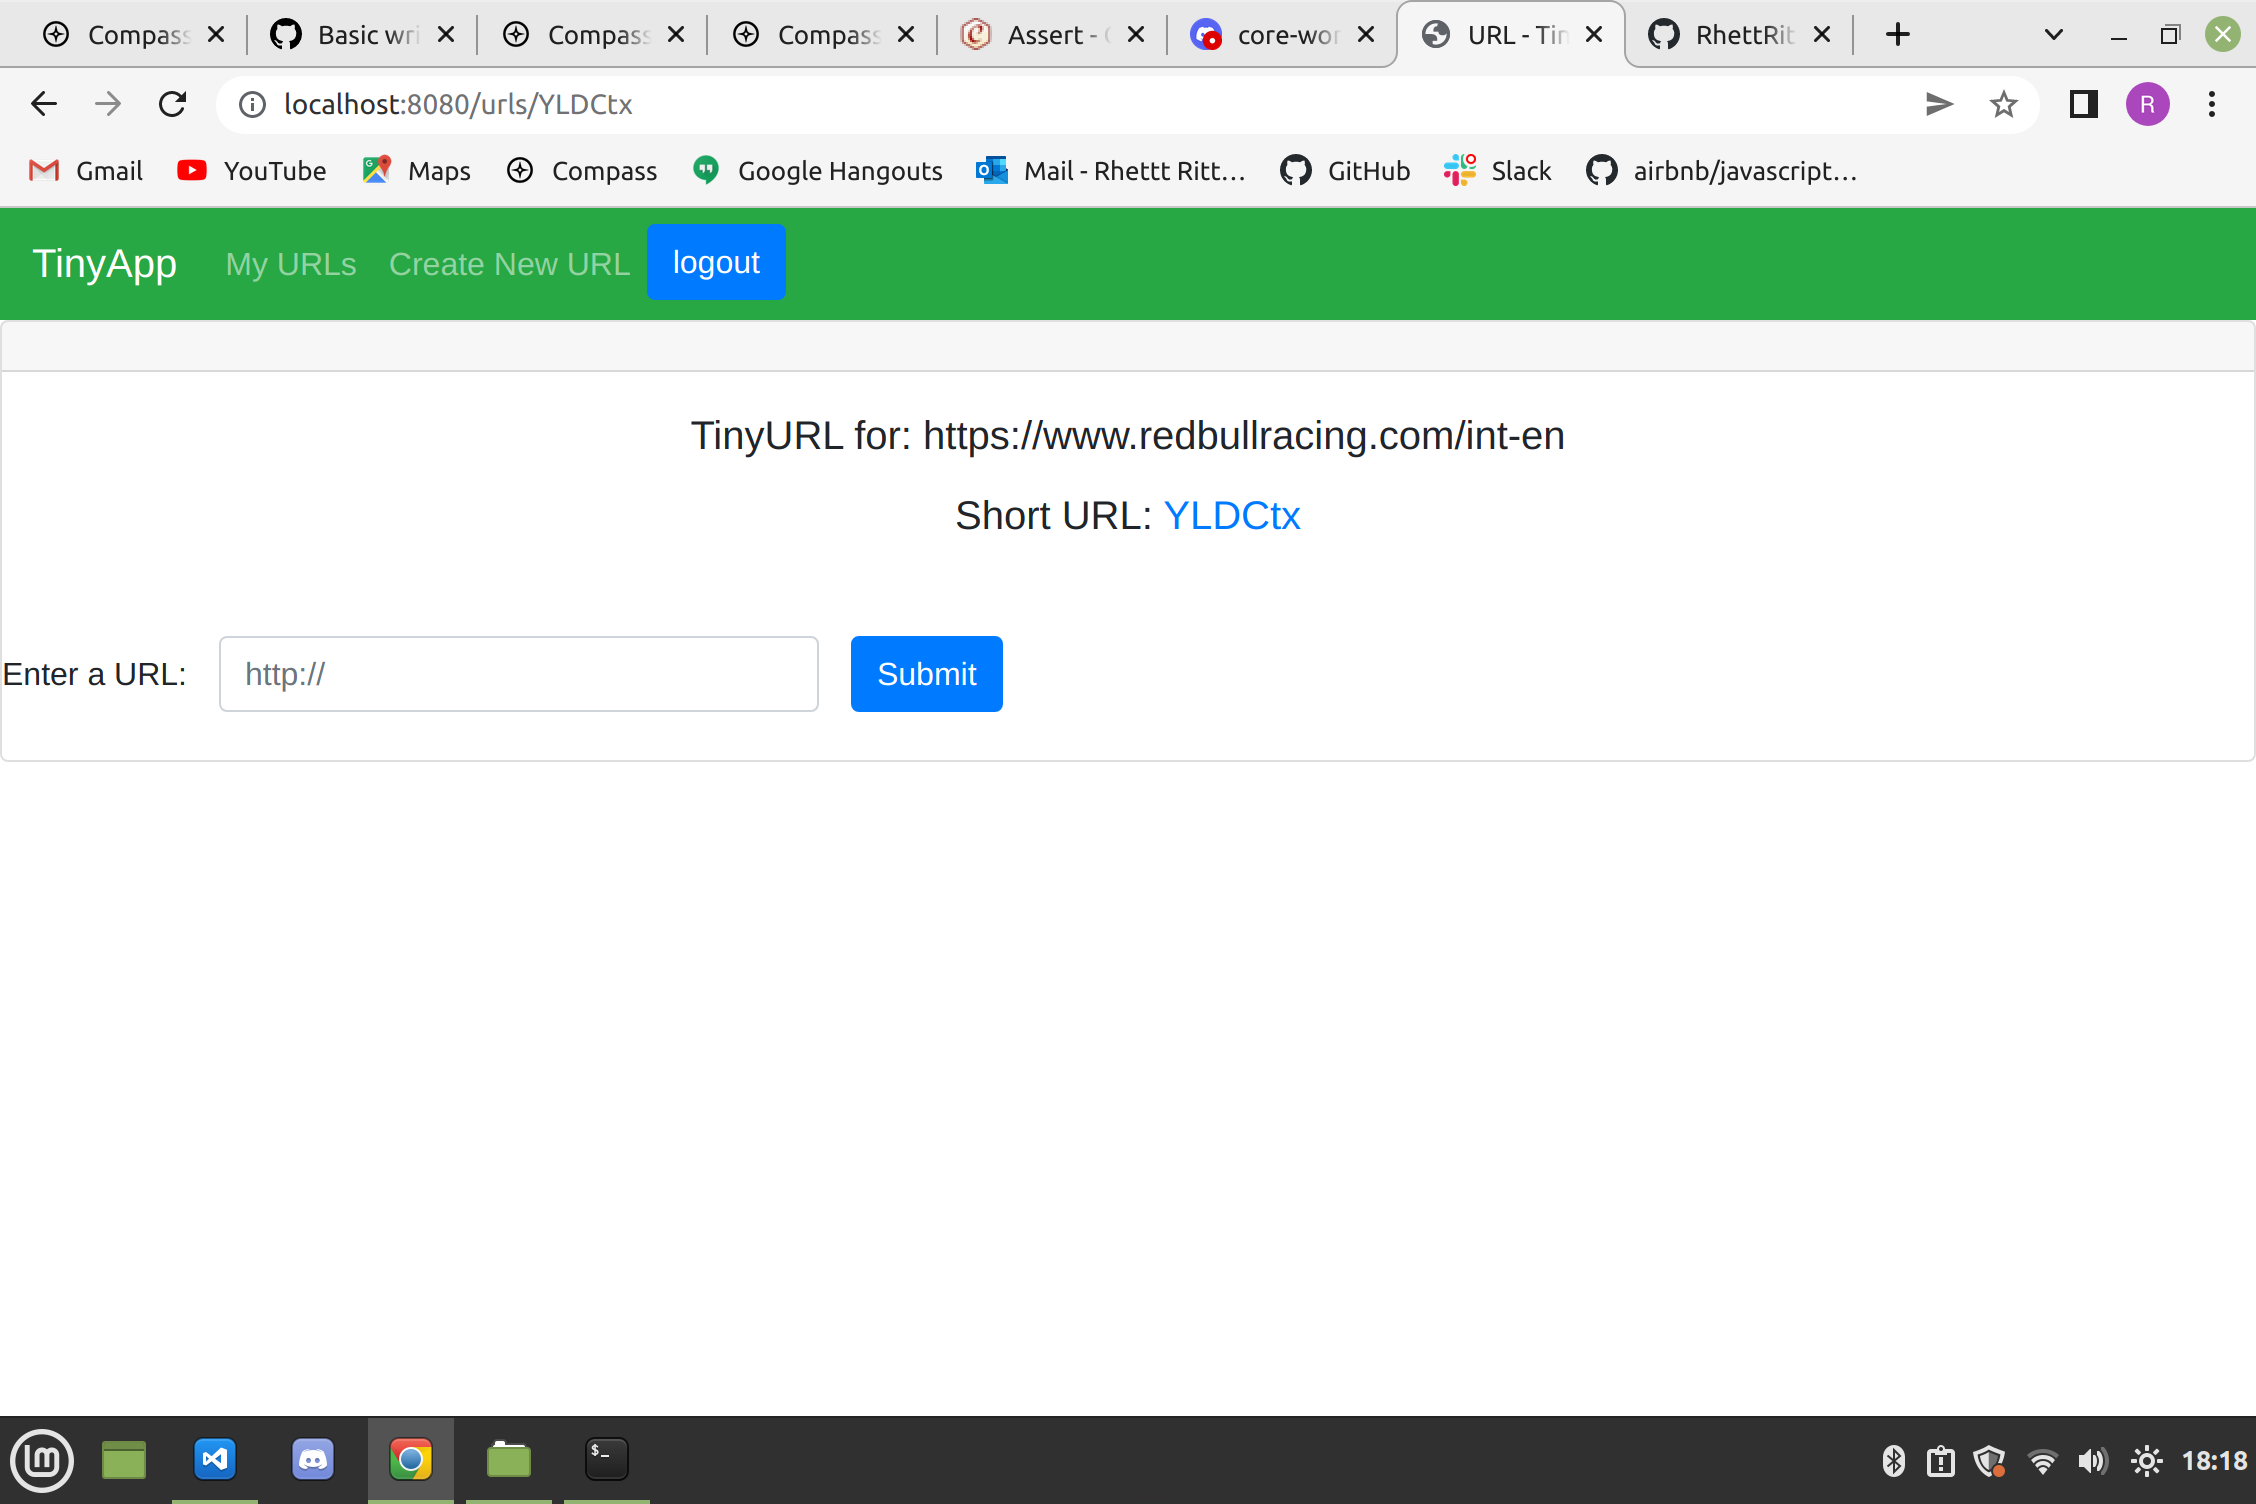 Compass
Basic wri
Compass
Compass
Assert -
core-wor
URL - Tin
RhettRit
localhost:8080/urls/YLDCtx
R
Gmail
YouTube
Maps
Compass
Google Hangouts
Mail - Rhettt Ritt...
GitHub
Slack
airbnb/javascript...
TinyApp
My URLs
Create New URL
logout
TinyURL for: https://www.redbullracing.com/int-en
Short URL: YLDCtx
Enter a URL:
http://
Submit
$_
18:18